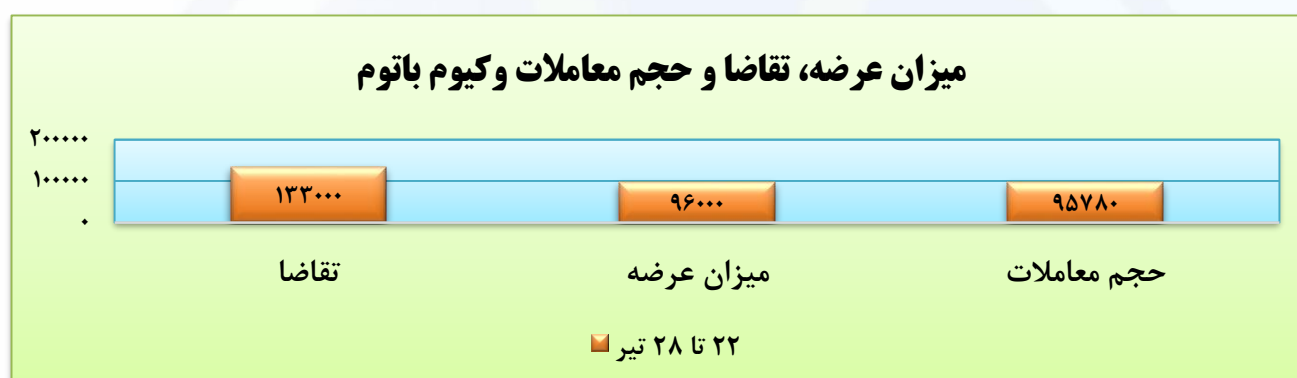 میزان عرضه، تقاضا و حجم معاملات وکیوم باتوم
۲۰۰۰۰۰
۱۰۰۰۰۰
۰
۱۳۳۰۰۰
۹۶۰۰۰
۹۵۷۸۰
تقاضا
میزان عرضه
حجم معاملات
۲۲ تا ۲۸ تیر